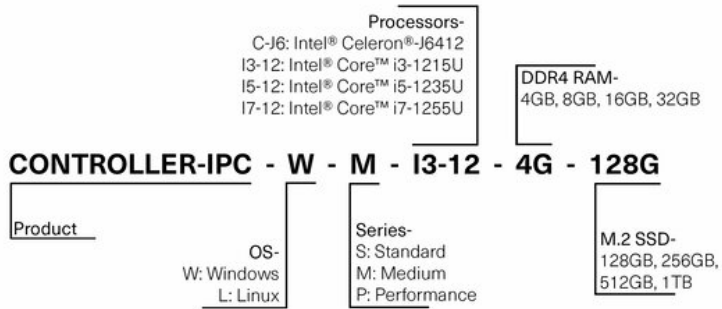 Processors-
C-J6: Intel® Celeron®-J6412
I3-12: Intel® Core™ i3-1215U
I5-12: Intel® Core™ i5-1235U
I7-12: Intel® Core™ i7-1255U
DDR4 RAM-
4GB, 8GB, 16GB, 32GB
CONTROLLER-IPC - W - M - I3-12 - 4G - 128G
Product
OS-
W: Windows
L: Linux
Series-
S: Standard
M: Medium
P: Performance
M.2 SSD-
128GB, 256GB,
512GB, 1TB